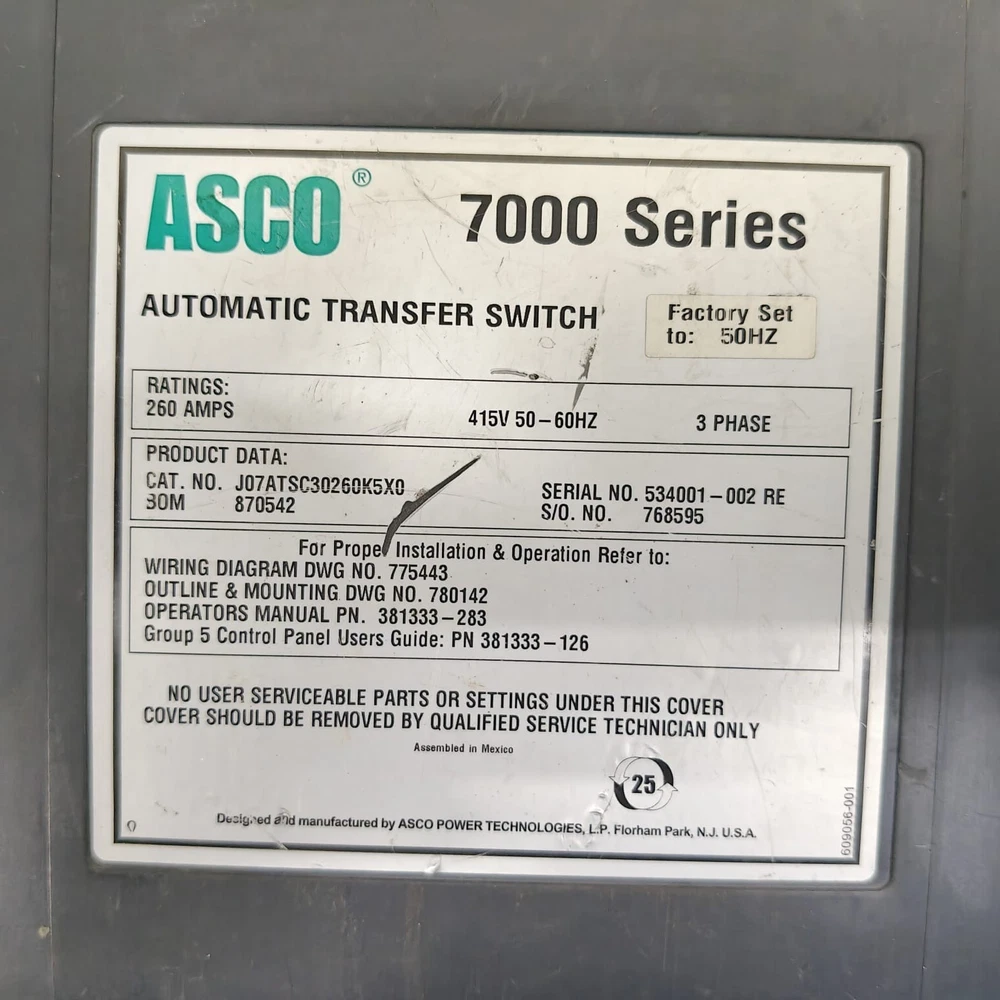 ASCO®
7000 Series
AUTOMATIC TRANSFER SWITCH
Factory Set
to: 50HZ
RATINGS:
260 AMPS 415V 50-60HZ 3 PHASE
PRODUCT DATA:
CAT. NO. J07ATSC30260K5X0 SERIAL NO. 534001-002 RE
BOM 870542 S/O. NO. 768595
For Proper Installation & Operation Refer to:
WIRING DIAGRAM DWG NO. 775443
OUTLINE & MOUNTING DWG NO. 780142
OPERATORS MANUAL PN. 381333-283
Group 5 Control Panel Users Guide: PN 381333-126
NO USER SERVICEABLE PARTS OR SETTINGS UNDER THIS COVER
COVER SHOULD BE REMOVED BY QUALIFIED SERVICE TECHNICIAN ONLY
Assembled in Mexico
25
Designed and manufactured by ASCO POWER TECHNOLOGIES, L.P. Florham Park, N.J. U.S.A.
609056-001